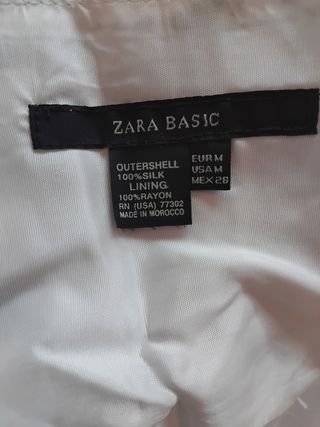 ZARA BASIC
OUTERSHELL
100%SILK
LINING
100%RAYON
RN (USA) 77302
MADE IN MOROCCO
EUR M
USA M
MEX 28